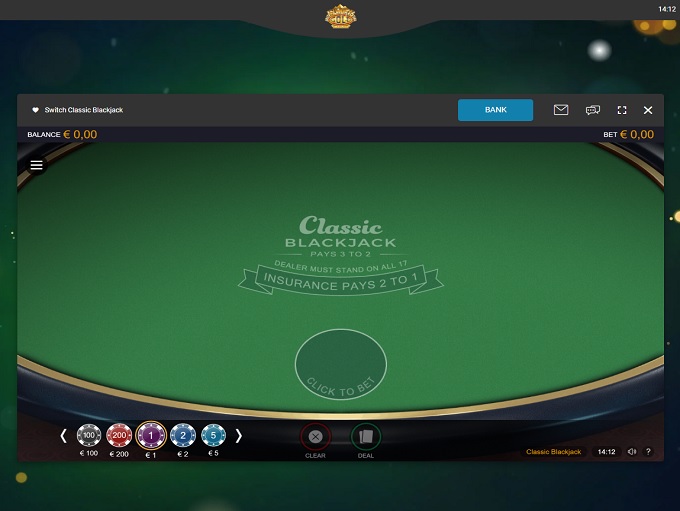 14:12
GOLD
Switch Classic Blackjack
BANK
BALANCE € 0,00
BET € 0,00
Classic
BLACKJACK
PAYS 3 TO 2
DEALER MUST STAND ON ALL 17
INSURANCE PAYS 2 TO 1
CLICK TO BET
100 200 1 2 5
€ 100 € 200 € 1 € 2 € 5
CLEAR DEAL
Classic Blackjack 14:12 ?